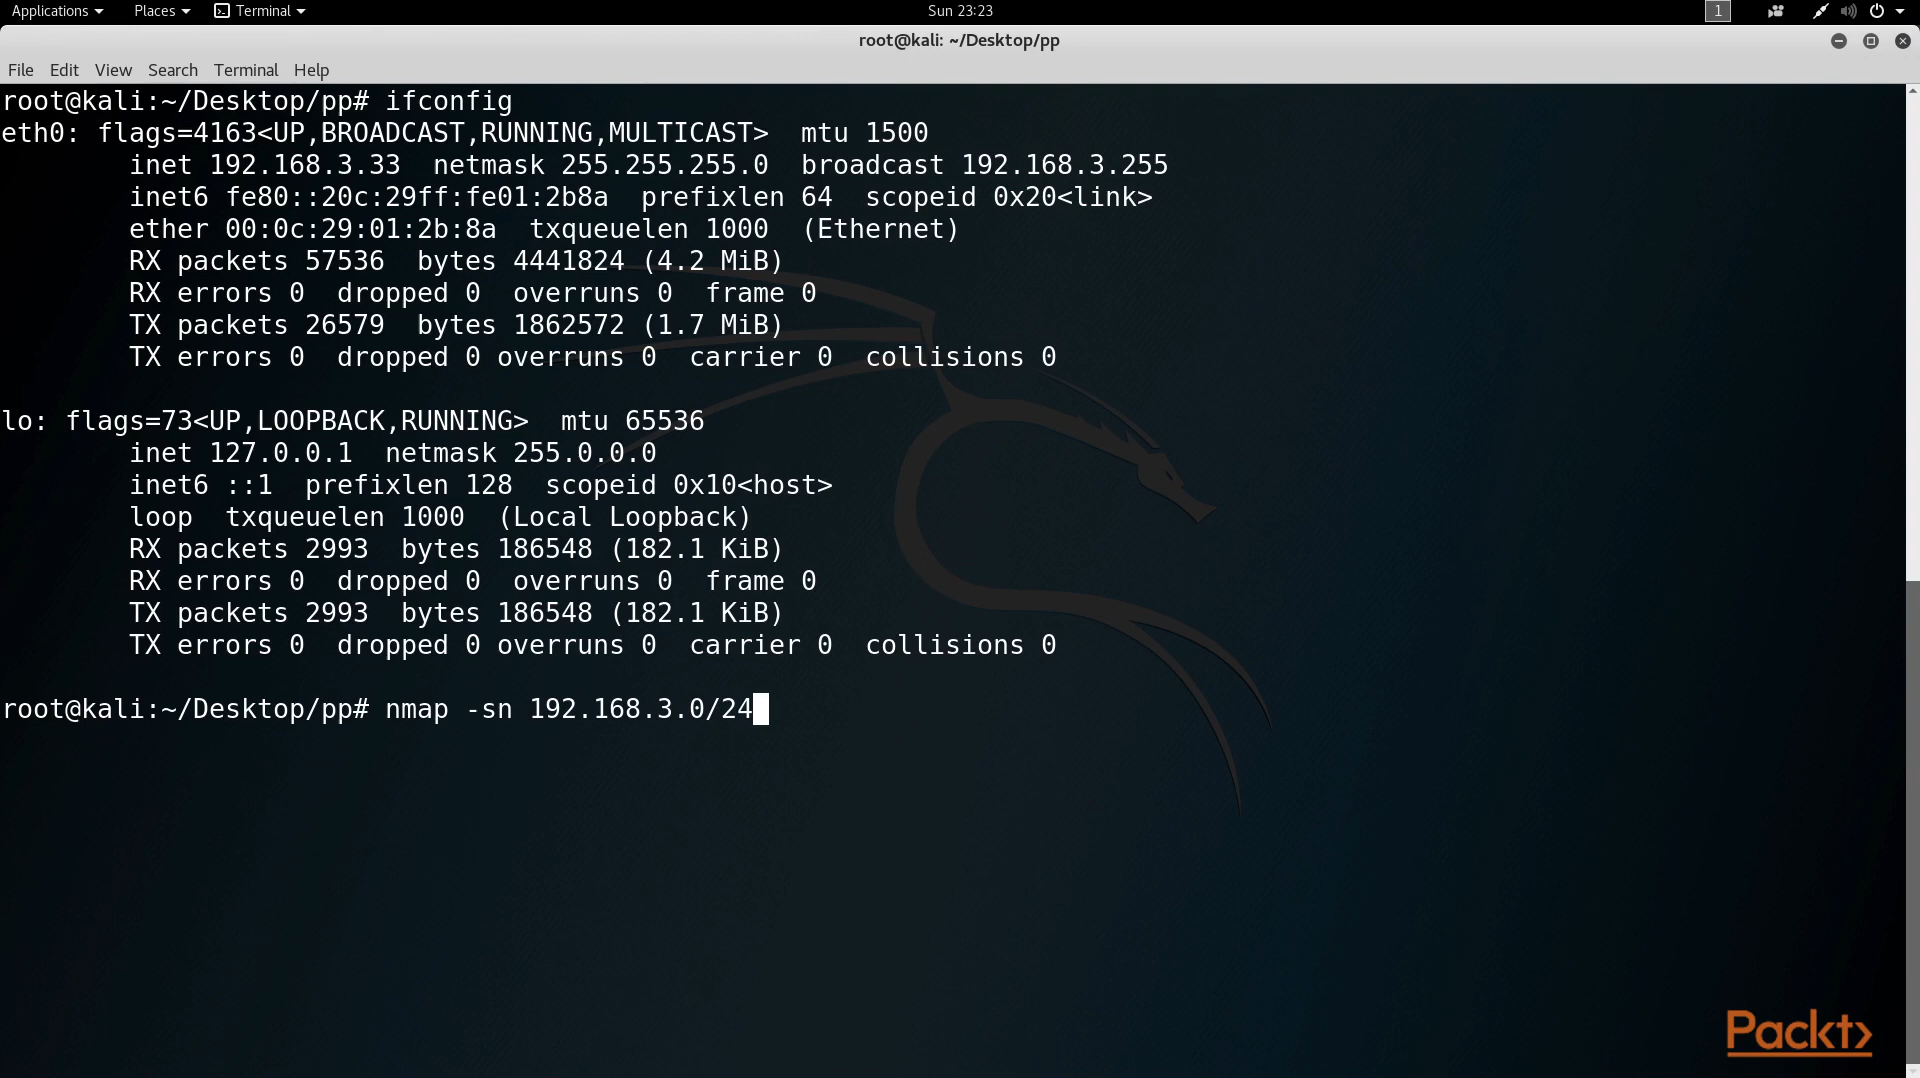 Applications Places Terminal Sun 23:23 1
root@kali: ~/Desktop/pp
File Edit View Search Terminal Help
root@kali:~/Desktop/pp# ifconfig
eth0: flags=4163<UP,BROADCAST,RUNNING,MULTICAST>  mtu 1500
        inet 192.168.3.33  netmask 255.255.255.0  broadcast 192.168.3.255
        inet6 fe80::20c:29ff:fe01:2b8a  prefixlen 64  scopeid 0x20<link>
        ether 00:0c:29:01:2b:8a  txqueuelen 1000  (Ethernet)
        RX packets 57536  bytes 4441824 (4.2 MiB)
        RX errors 0  dropped 0  overruns 0  frame 0
        TX packets 26579  bytes 1862572 (1.7 MiB)
        TX errors 0  dropped 0 overruns 0  carrier 0  collisions 0
lo: flags=73<UP,LOOPBACK,RUNNING>  mtu 65536
        inet 127.0.0.1  netmask 255.0.0.0
        inet6 ::1  prefixlen 128  scopeid 0x10<host>
        loop  txqueuelen 1000  (Local Loopback)
        RX packets 2993  bytes 186548 (182.1 KiB)
        RX errors 0  dropped 0  overruns 0  frame 0
        TX packets 2993  bytes 186548 (182.1 KiB)
        TX errors 0  dropped 0 overruns 0  carrier 0  collisions 0
root@kali:~/Desktop/pp# nmap -sn 192.168.3.0/24
Packt>